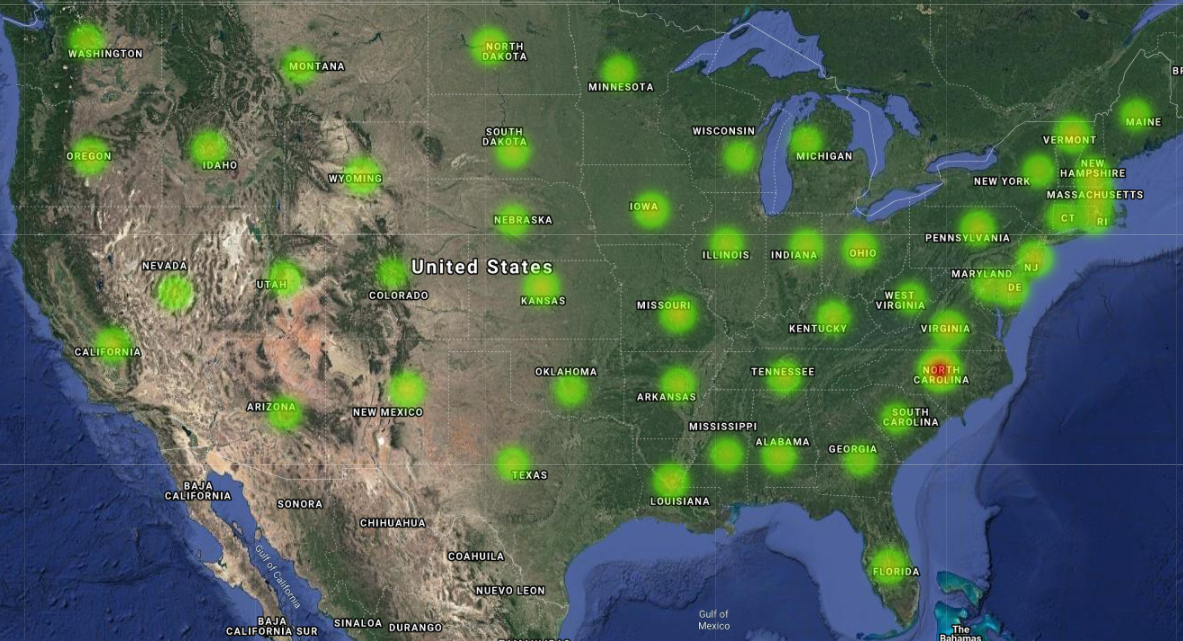 WASHINGTON
MONTANA
NORTH
DAKOTA
MINNESOTA
OREGON
IDAHO
WYOMING
SOUTH
DAKOTA
WISCONSIN
MICHIGAN
VERMONT
MAINE
NEW YORK
NEW
HAMPSHIRE
MASSACHUSETTS
CT
RI
IOWA
NEBRASKA
ILLINOIS
INDIANA
OHIO
PENNSYLVANIA
NJ
MARYLAND
DE
NEVADA
UTAH
COLORADO
United States
KANSAS
MISSOURI
WEST
VIRGINIA
KENTUCKY
VIRGINIA
CALIFORNIA
ARIZONA
NEW MEXICO
OKLAHOMA
ARKANSAS
TENNESSEE
NORTH
CAROLINA
SOUTH
CAROLINA
MISSISSIPPI
ALABAMA
GEORGIA
TEXAS
LOUISIANA
FLORIDA
BAJA
CALIFORNIA
SONORA
CHIHUAHUA
COAHUILA
NUEVO LEON
Gulf of California
BAJA
CALIFORNIA SUR
SINALOA
DURANGO
Gulf of
Mexico
The
Bahamas